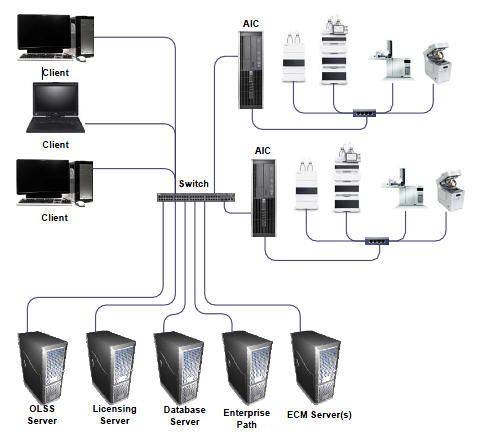 AIC
Client
Client
AIC
Switch
Client
OLSS
Server
Licensing
Server
Database
Server
Enterprise
Path
ECM Server(s)